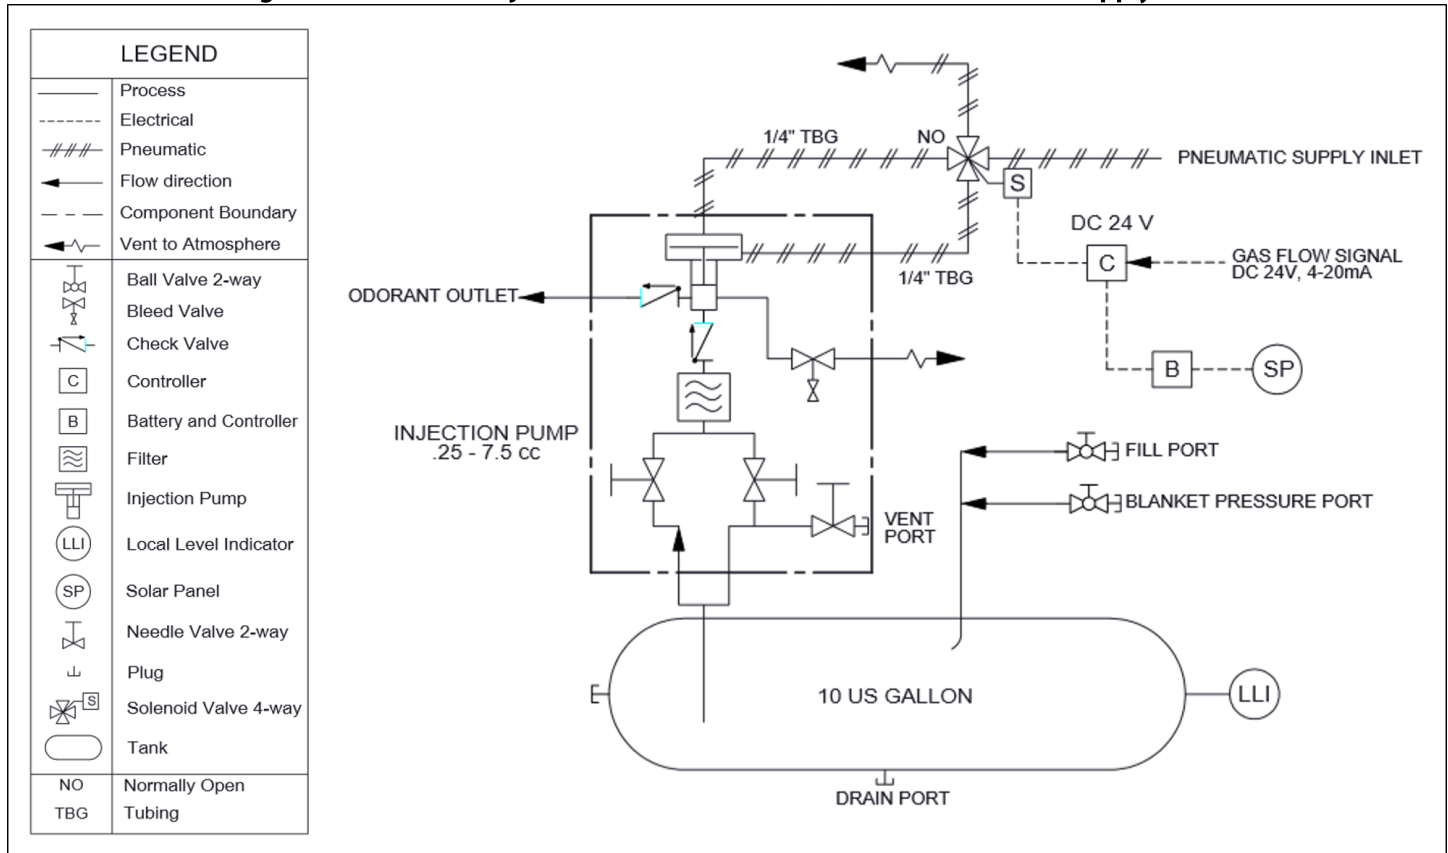 LEGEND
Process
Electrical
Pneumatic
Flow direction
Component Boundary
Vent to Atmosphere
Ball Valve 2-way
Bleed Valve
Check Valve
C Controller
B Battery and Controller
Filter
Injection Pump
LLI Local Level Indicator
SP Solar Panel
Needle Valve 2-way
Plug
S Solenoid Valve 4-way
Tank
NO Normally Open
TBG Tubing
1/4" TBG
NO
PNEUMATIC SUPPLY INLET
S
DC 24 V
C
GAS FLOW SIGNAL
DC 24V, 4-20mA
1/4" TBG
ODORANT OUTLET
B
SP
INJECTION PUMP
.25 - 7.5 cc
FILL PORT
BLANKET PRESSURE PORT
VENT
PORT
10 US GALLON
LLI
DRAIN PORT